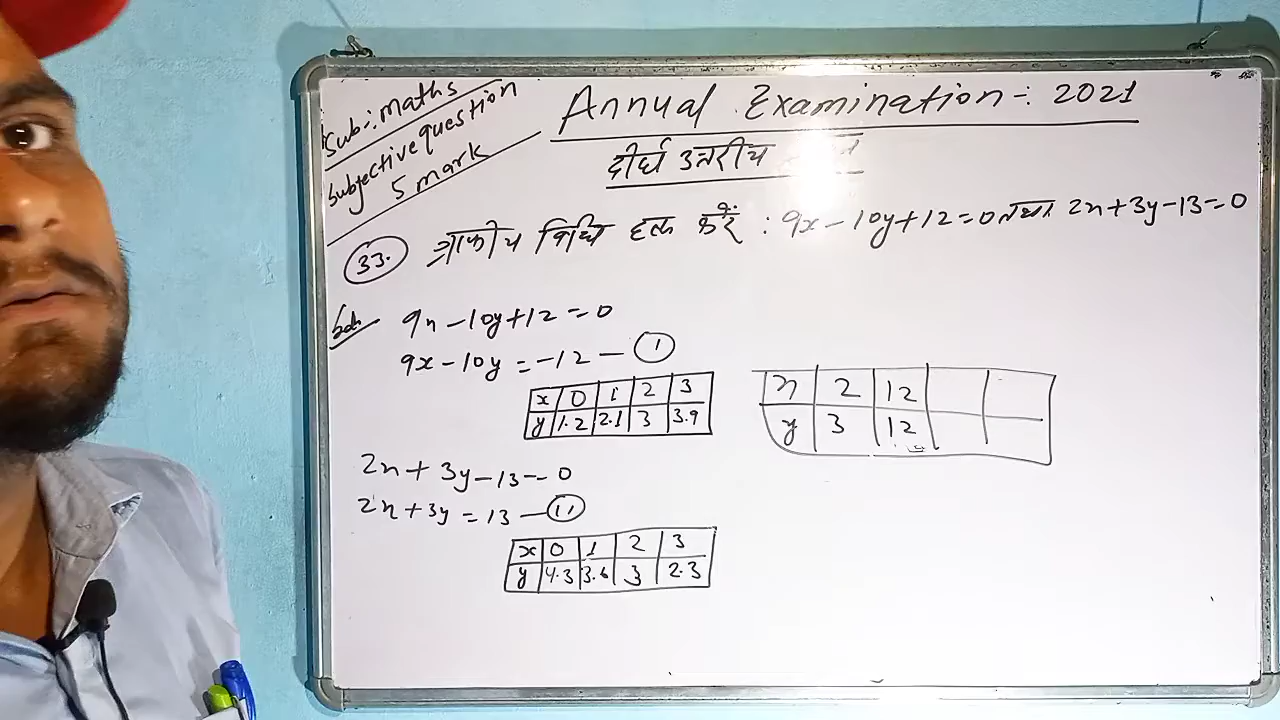 Sub:- maths
Subjective question
5 mark
Annual Examination:- 2021
दीर्घ उत्तरीय
33. ग्राफीय विधि हल करें : 9x-10y+12=0 तथा 2x+3y-13=0
Soln
9x-10y+12=0
9x-10y=-12 — 1
x 0 1 2 3
y 1.2 2.1 3 3.9
x 2 12
y 3 12
2x+3y-13=0
2x+3y=13 — 11
x 0 1 2 3
y 4.3 3.6 3 2.3